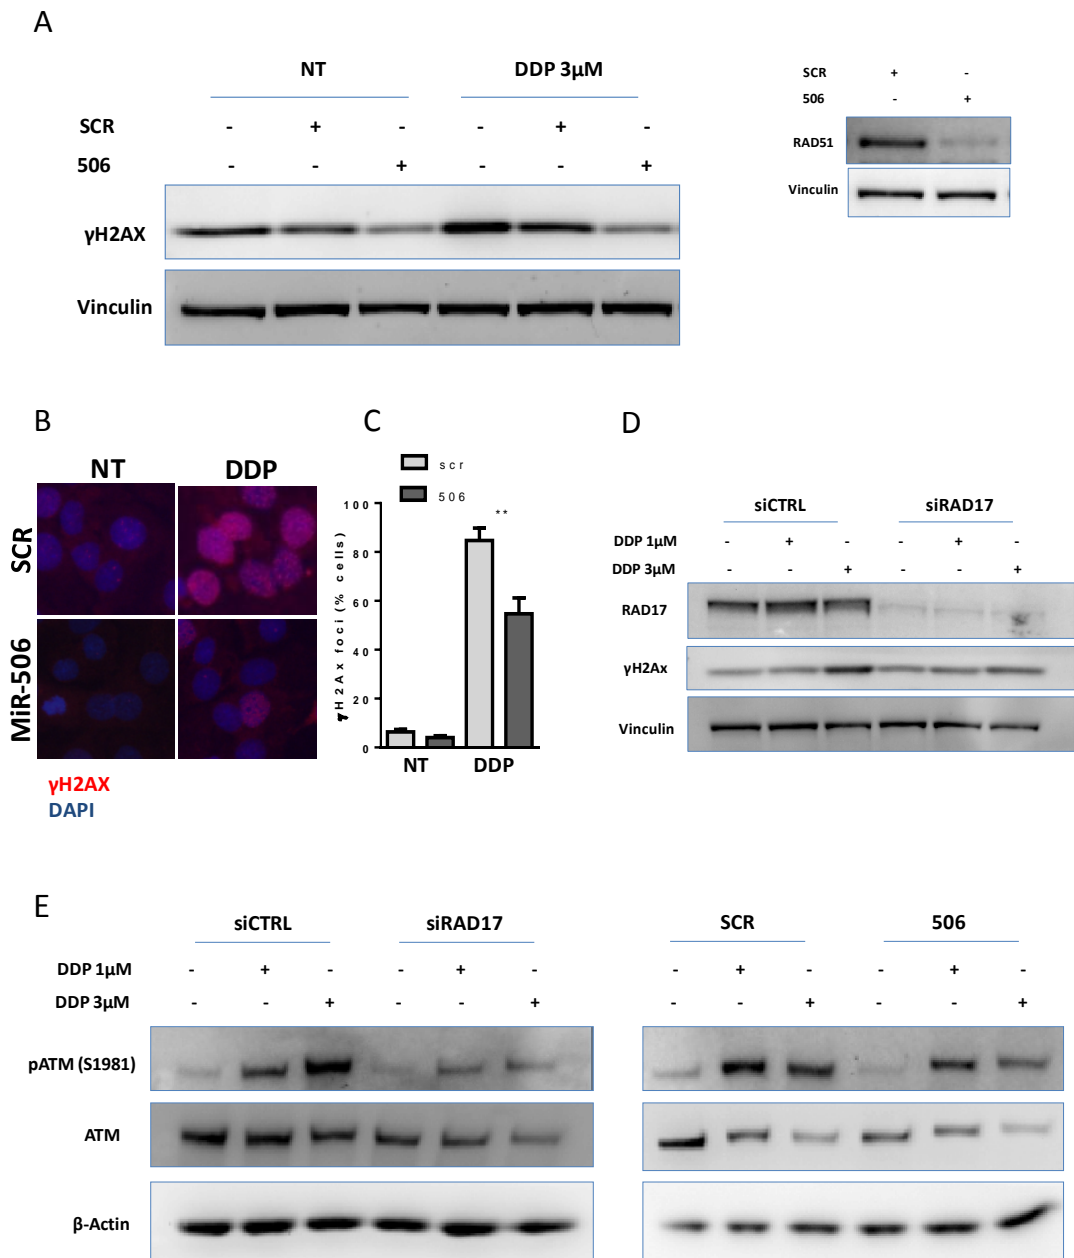 A
NT DDP 3µM
SCR - + - - + -
506 - - + - - +
γH2AX
Vinculin
SCR + -
506 - +
RAD51
Vinculin
B
NT DDP
SCR
MiR-506
γH2AX
DAPI
C
scr
506
γH2Ax foci (% cells)
100
80
60
40
20
0
**
NT DDP
D
siCTRL siRAD17
DDP 1µM - + - - + -
DDP 3µM - - + - - +
RAD17
γH2Ax
Vinculin
E
siCTRL siRAD17
DDP 1µM - + - - + -
DDP 3µM - - + - - +
pATM (S1981)
ATM
β-Actin
SCR 506
- + - - + -
- - + - - +